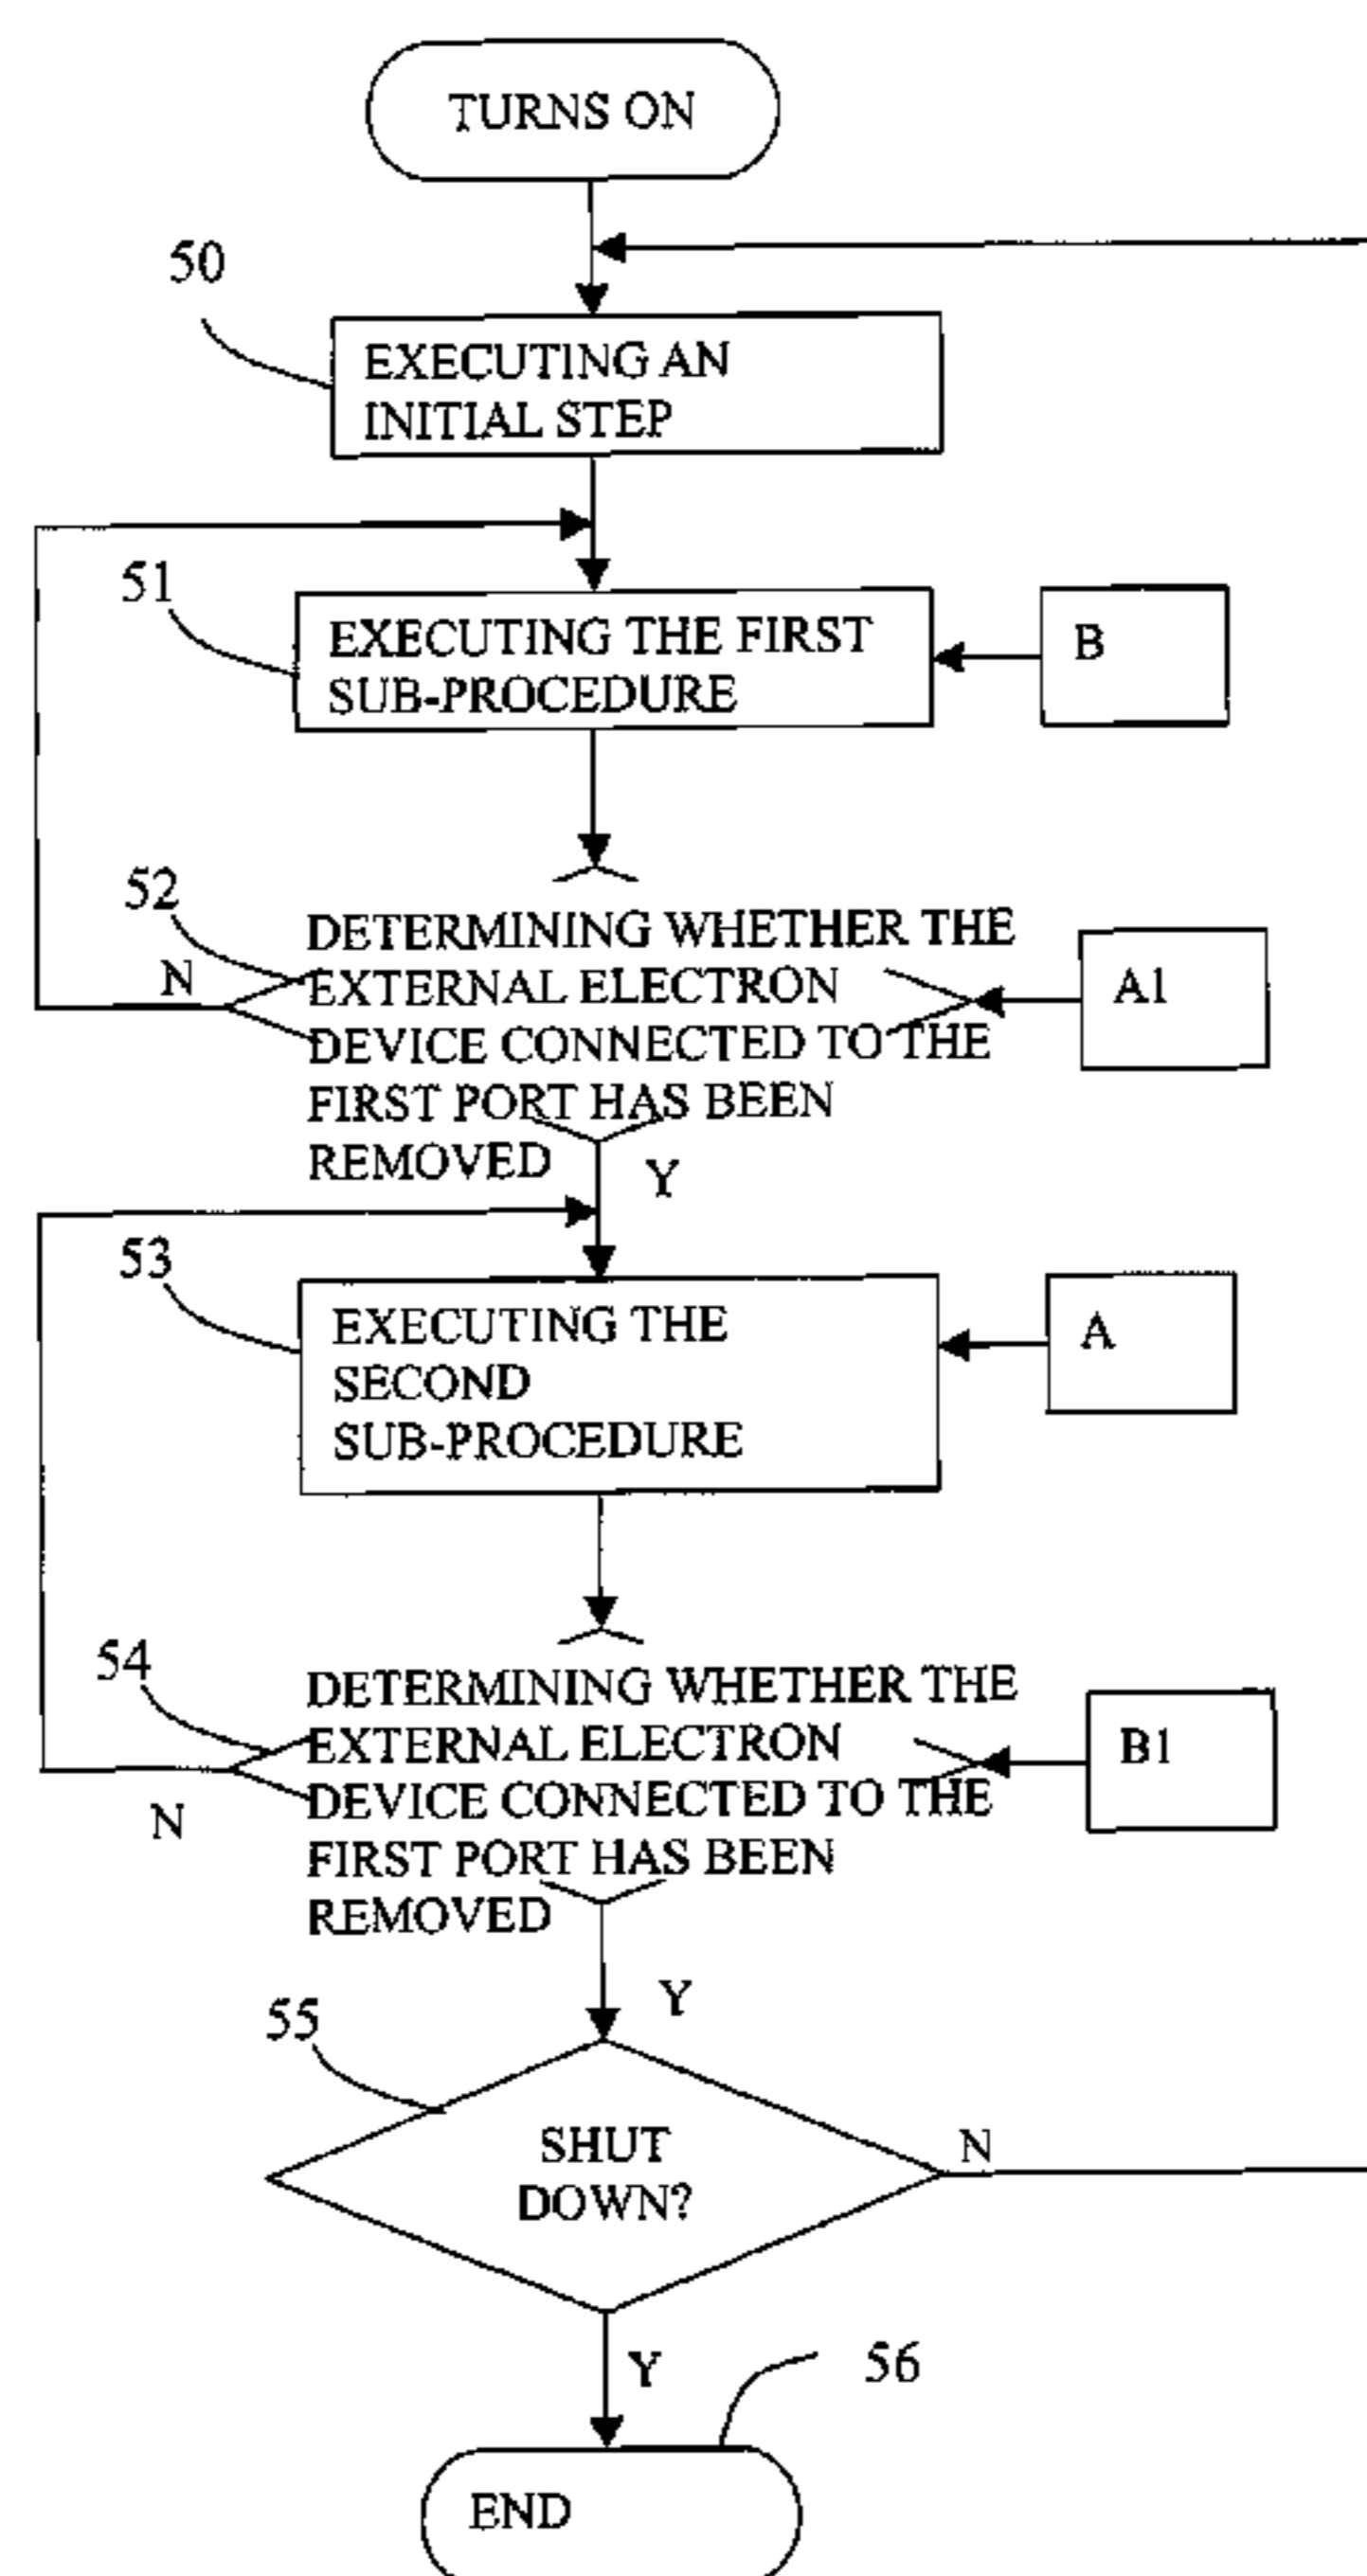 TURNS ON
50
EXECUTING AN
INITIAL STEP
51
EXECUTING THE FIRST
SUB-PROCEDURE
B
52
N
DETERMINING WHETHER THE
EXTERNAL ELECTRON
DEVICE CONNECTED TO THE
FIRST PORT HAS BEEN
REMOVED
A1
Y
53
EXECUTING THE
SECOND
SUB-PROCEDURE
A
54
N
DETERMINING WHETHER THE
EXTERNAL ELECTRON
DEVICE CONNECTED TO THE
FIRST PORT HAS BEEN
REMOVED
B1
Y
55
SHUT
DOWN?
N
Y
56
END